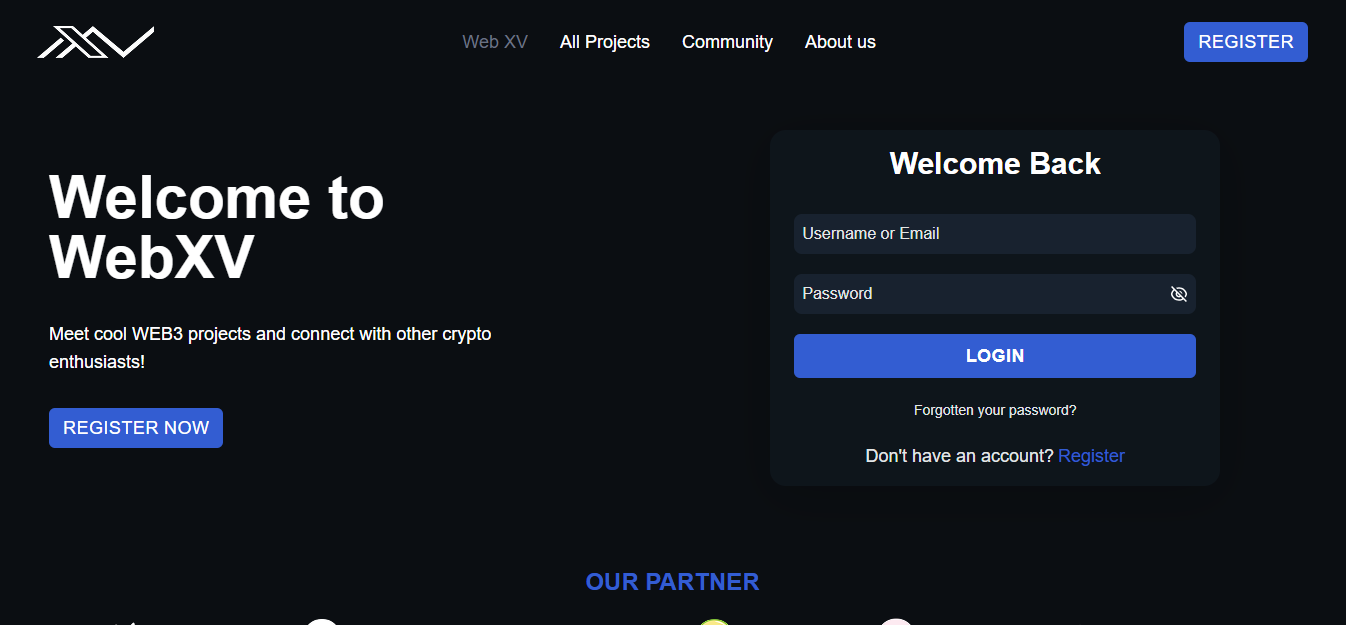 XV
Web XV
All Projects
Community
About us
REGISTER
Welcome to
WebXV
Meet cool WEB3 projects and connect with other crypto
enthusiasts!
REGISTER NOW
Welcome Back
Username or Email
Password
LOGIN
Forgotten your password?
Don't have an account? Register
OUR PARTNER